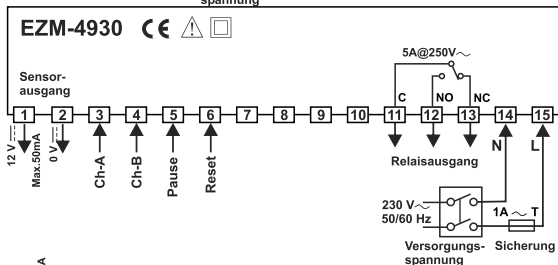 spannung
EZM-4930 CE
5A@250V~
Sensor-
ausgang
C NO NC
1 2 3 4 5 6 7 8 9 10 11 12 13 14 15
12 V
Max.50mA
0 V
Ch-A
Ch-B
Pause
Reset
Relaisausgang
N L
230 V~
50/60 Hz
1A ~ T
Versorgungs-
spannung
Sicherung
A